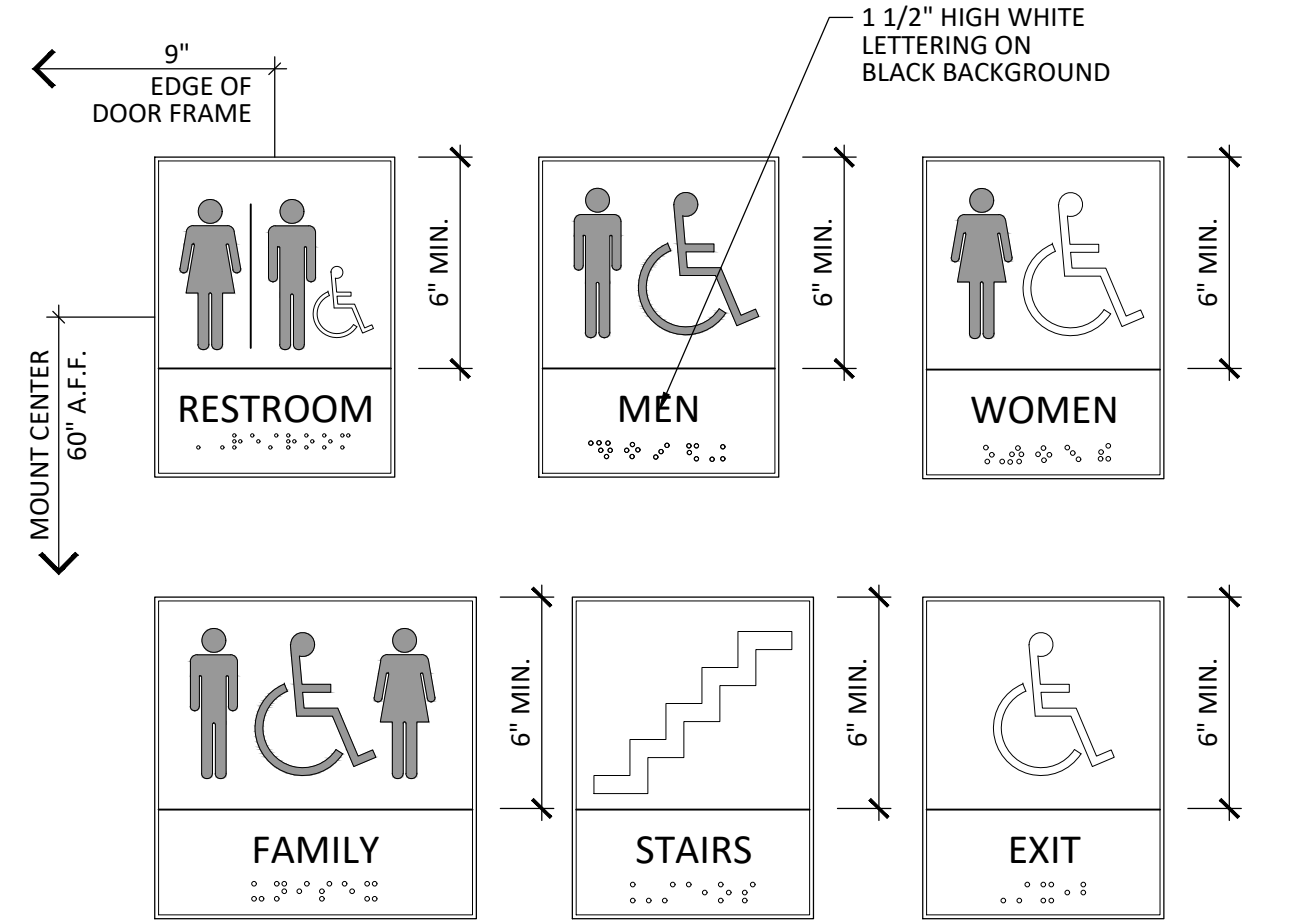 1 1/2" HIGH WHITE
LETTERING ON
BLACK BACKGROUND
9"
EDGE OF
DOOR FRAME
6" MIN.
6" MIN.
6" MIN.
MOUNT CENTER
60" A.F.F.
RESTROOM
MEN
WOMEN
6" MIN.
6" MIN.
6" MIN.
FAMILY
STAIRS
EXIT